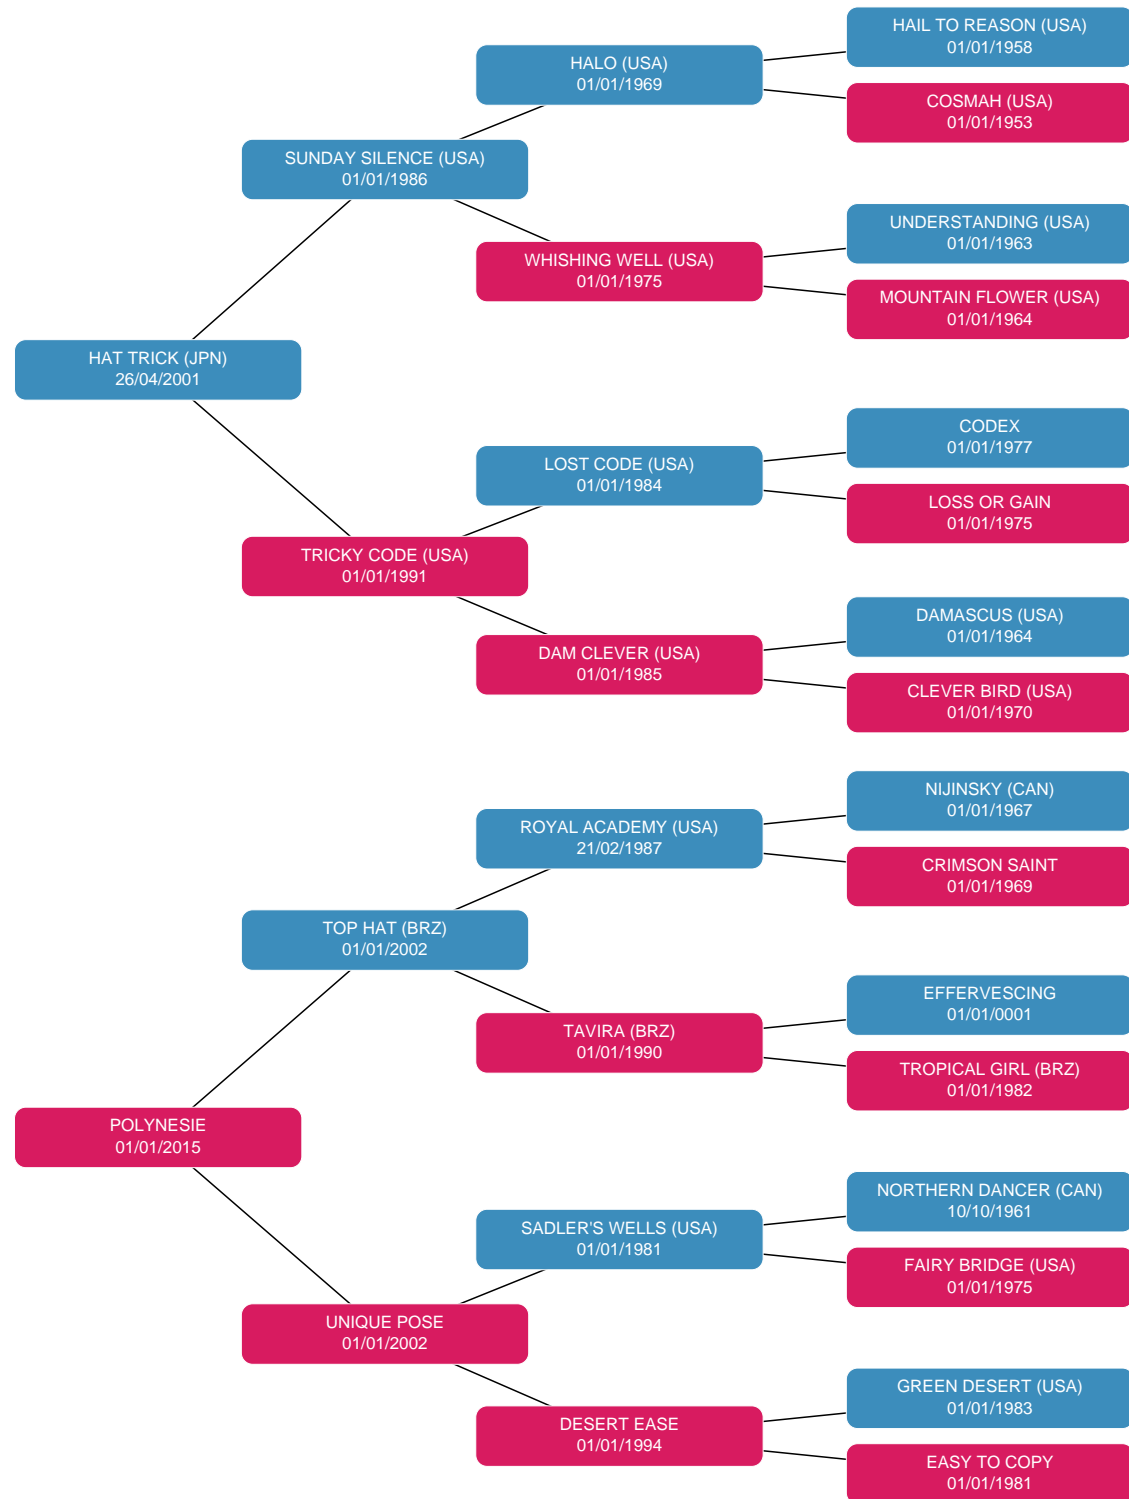 HAIL TO REASON (USA)
01/01/1958
HALO (USA)
01/01/1969
COSMAH (USA)
01/01/1953
SUNDAY SILENCE (USA)
01/01/1986
UNDERSTANDING (USA)
01/01/1963
WHISHING WELL (USA)
01/01/1975
MOUNTAIN FLOWER (USA)
01/01/1964
HAT TRICK (JPN)
26/04/2001
CODEX
01/01/1977
LOST CODE (USA)
01/01/1984
LOSS OR GAIN
01/01/1975
TRICKY CODE (USA)
01/01/1991
DAMASCUS (USA)
01/01/1964
DAM CLEVER (USA)
01/01/1985
CLEVER BIRD (USA)
01/01/1970
NIJINSKY (CAN)
01/01/1967
ROYAL ACADEMY (USA)
21/02/1987
CRIMSON SAINT
01/01/1969
TOP HAT (BRZ)
01/01/2002
EFFERVESCING
01/01/0001
TAVIRA (BRZ)
01/01/1990
TROPICAL GIRL (BRZ)
01/01/1982
POLYNESIE
01/01/2015
NORTHERN DANCER (CAN)
10/10/1961
SADLER'S WELLS (USA)
01/01/1981
FAIRY BRIDGE (USA)
01/01/1975
UNIQUE POSE
01/01/2002
GREEN DESERT (USA)
01/01/1983
DESERT EASE
01/01/1994
EASY TO COPY
01/01/1981